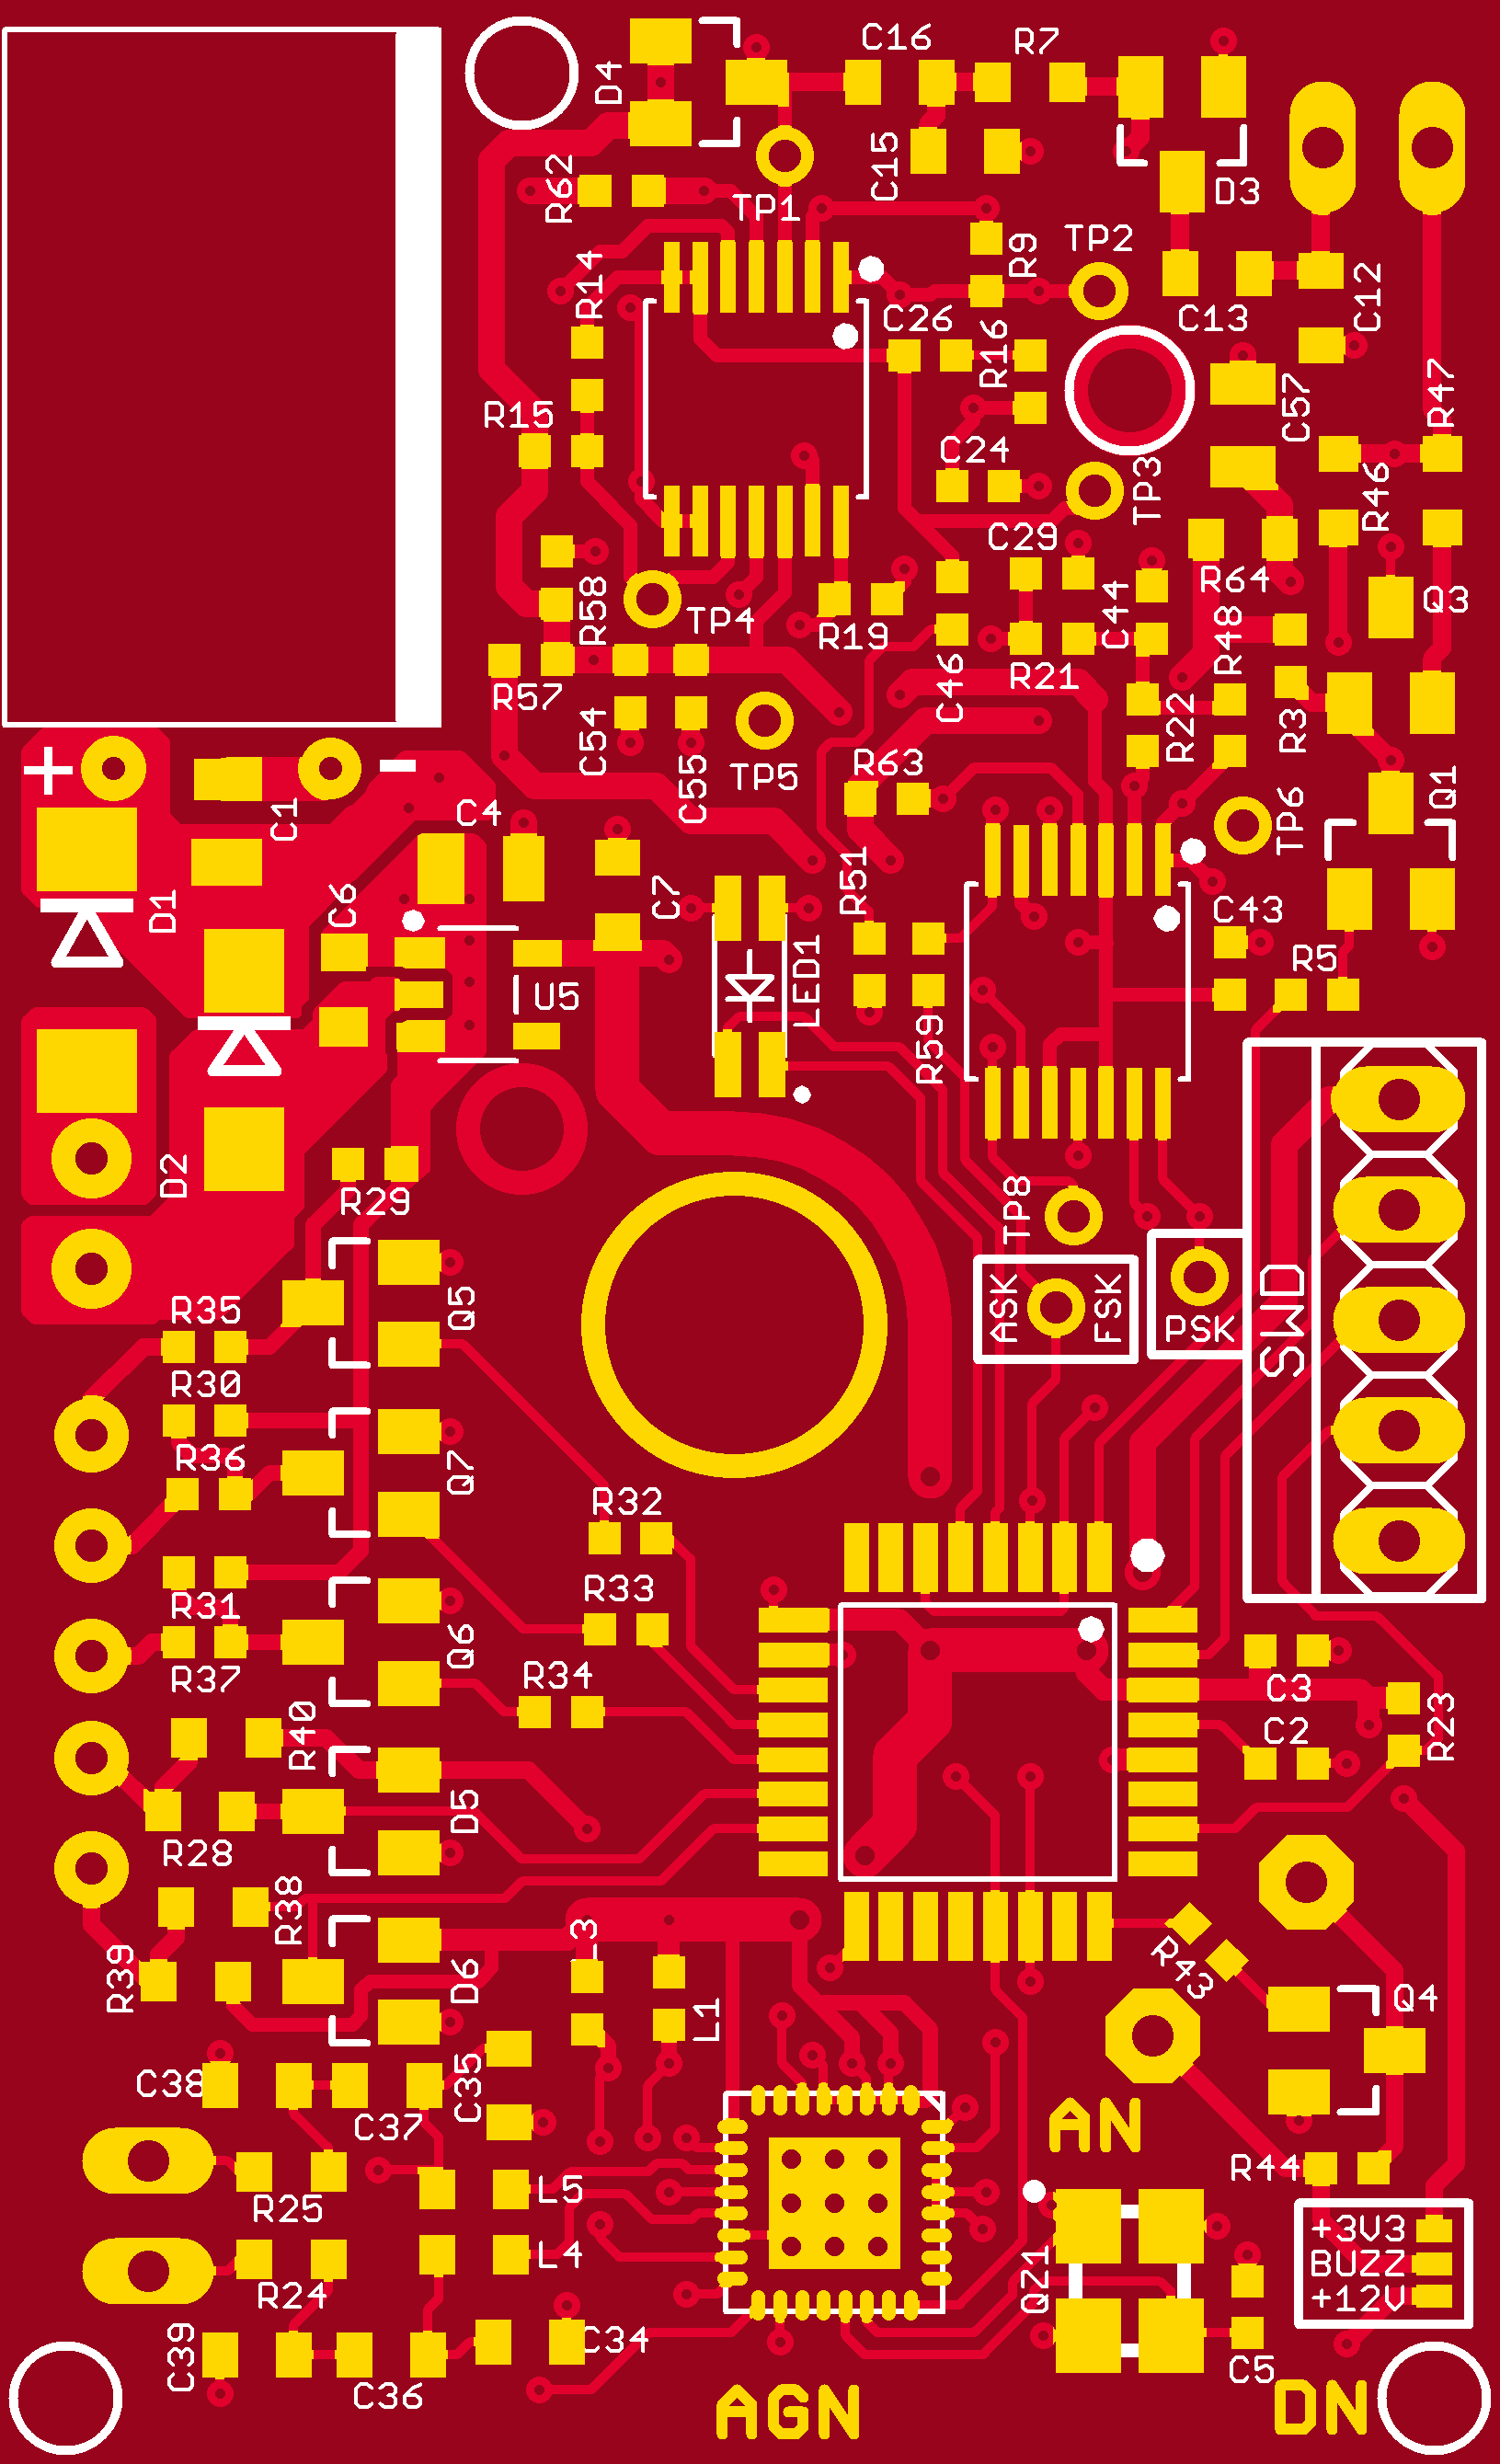 C16
R7
D4
C15
R62
D3
TP1
TP2
R9
R14
C13
C12
C26
R16
R15
C57
R47
C24
TP3
R46
C29
R64
R58
TP4
R19
C44
R48
Q3
R57
C46
R21
R22
R3
C54
C55
TP5
R63
+
-
C1
C4
TP6
Q1
D1
C6
C7
R51
C43
LED1
R5
U5
R59
D2
R29
TP8
ASK
FSK
PSK
SWD
R35
Q5
R30
R36
Q7
R32
R33
R31
Q6
R37
R34
R40
C3
C2
R23
D5
R28
R38
R39
L3
D6
L1
R43
Q4
C38
C35
C37
AN
R25
L5
R44
L4
R24
QZ1
+3V3
BUZZ
+12V
C39
C34
C36
C5
AGN
DN